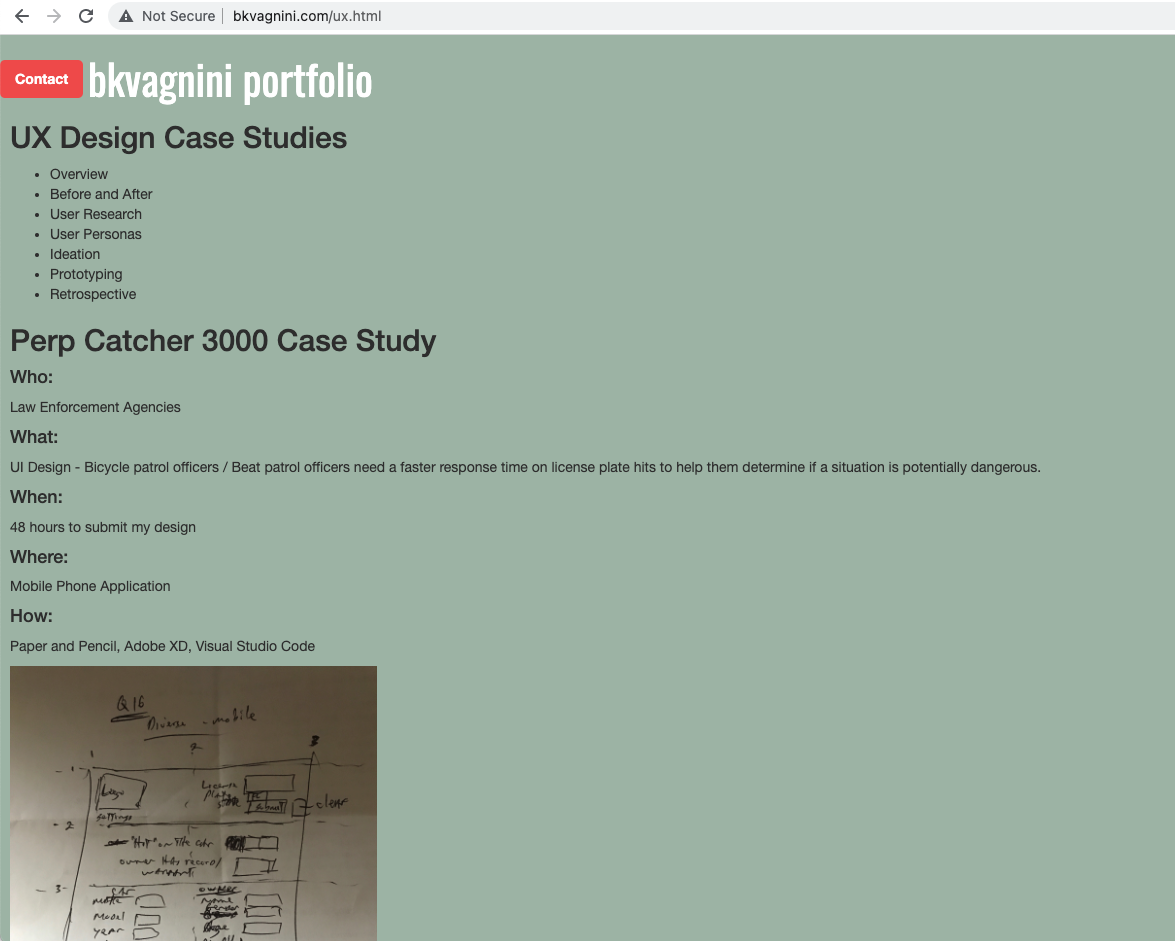 Not Secure bkvagnini.com/ux.html
Contact bkvagnini portfolio
UX Design Case Studies
• Overview
• Before and After
• User Research
• User Personas
• Ideation
• Prototyping
• Retrospective
Perp Catcher 3000 Case Study
Who:
Law Enforcement Agencies
What:
UI Design - Bicycle patrol officers / Beat patrol officers need a faster response time on license plate hits to help them determine if a situation is potentially dangerous.
When:
48 hours to submit my design
Where:
Mobile Phone Application
How:
Paper and Pencil, Adobe XD, Visual Studio Code
Q16
mobile
1 2 3
1
Logo License
Plate
submit clear
settings
2
"Hit" on the car
owner has record/
warrants
3
car owner
make name
model gender
year